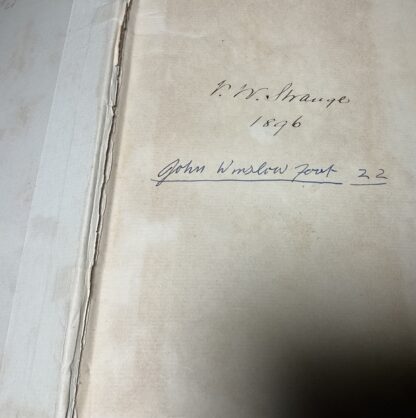 V. W. Strange
1896
John Winslow Foot 22